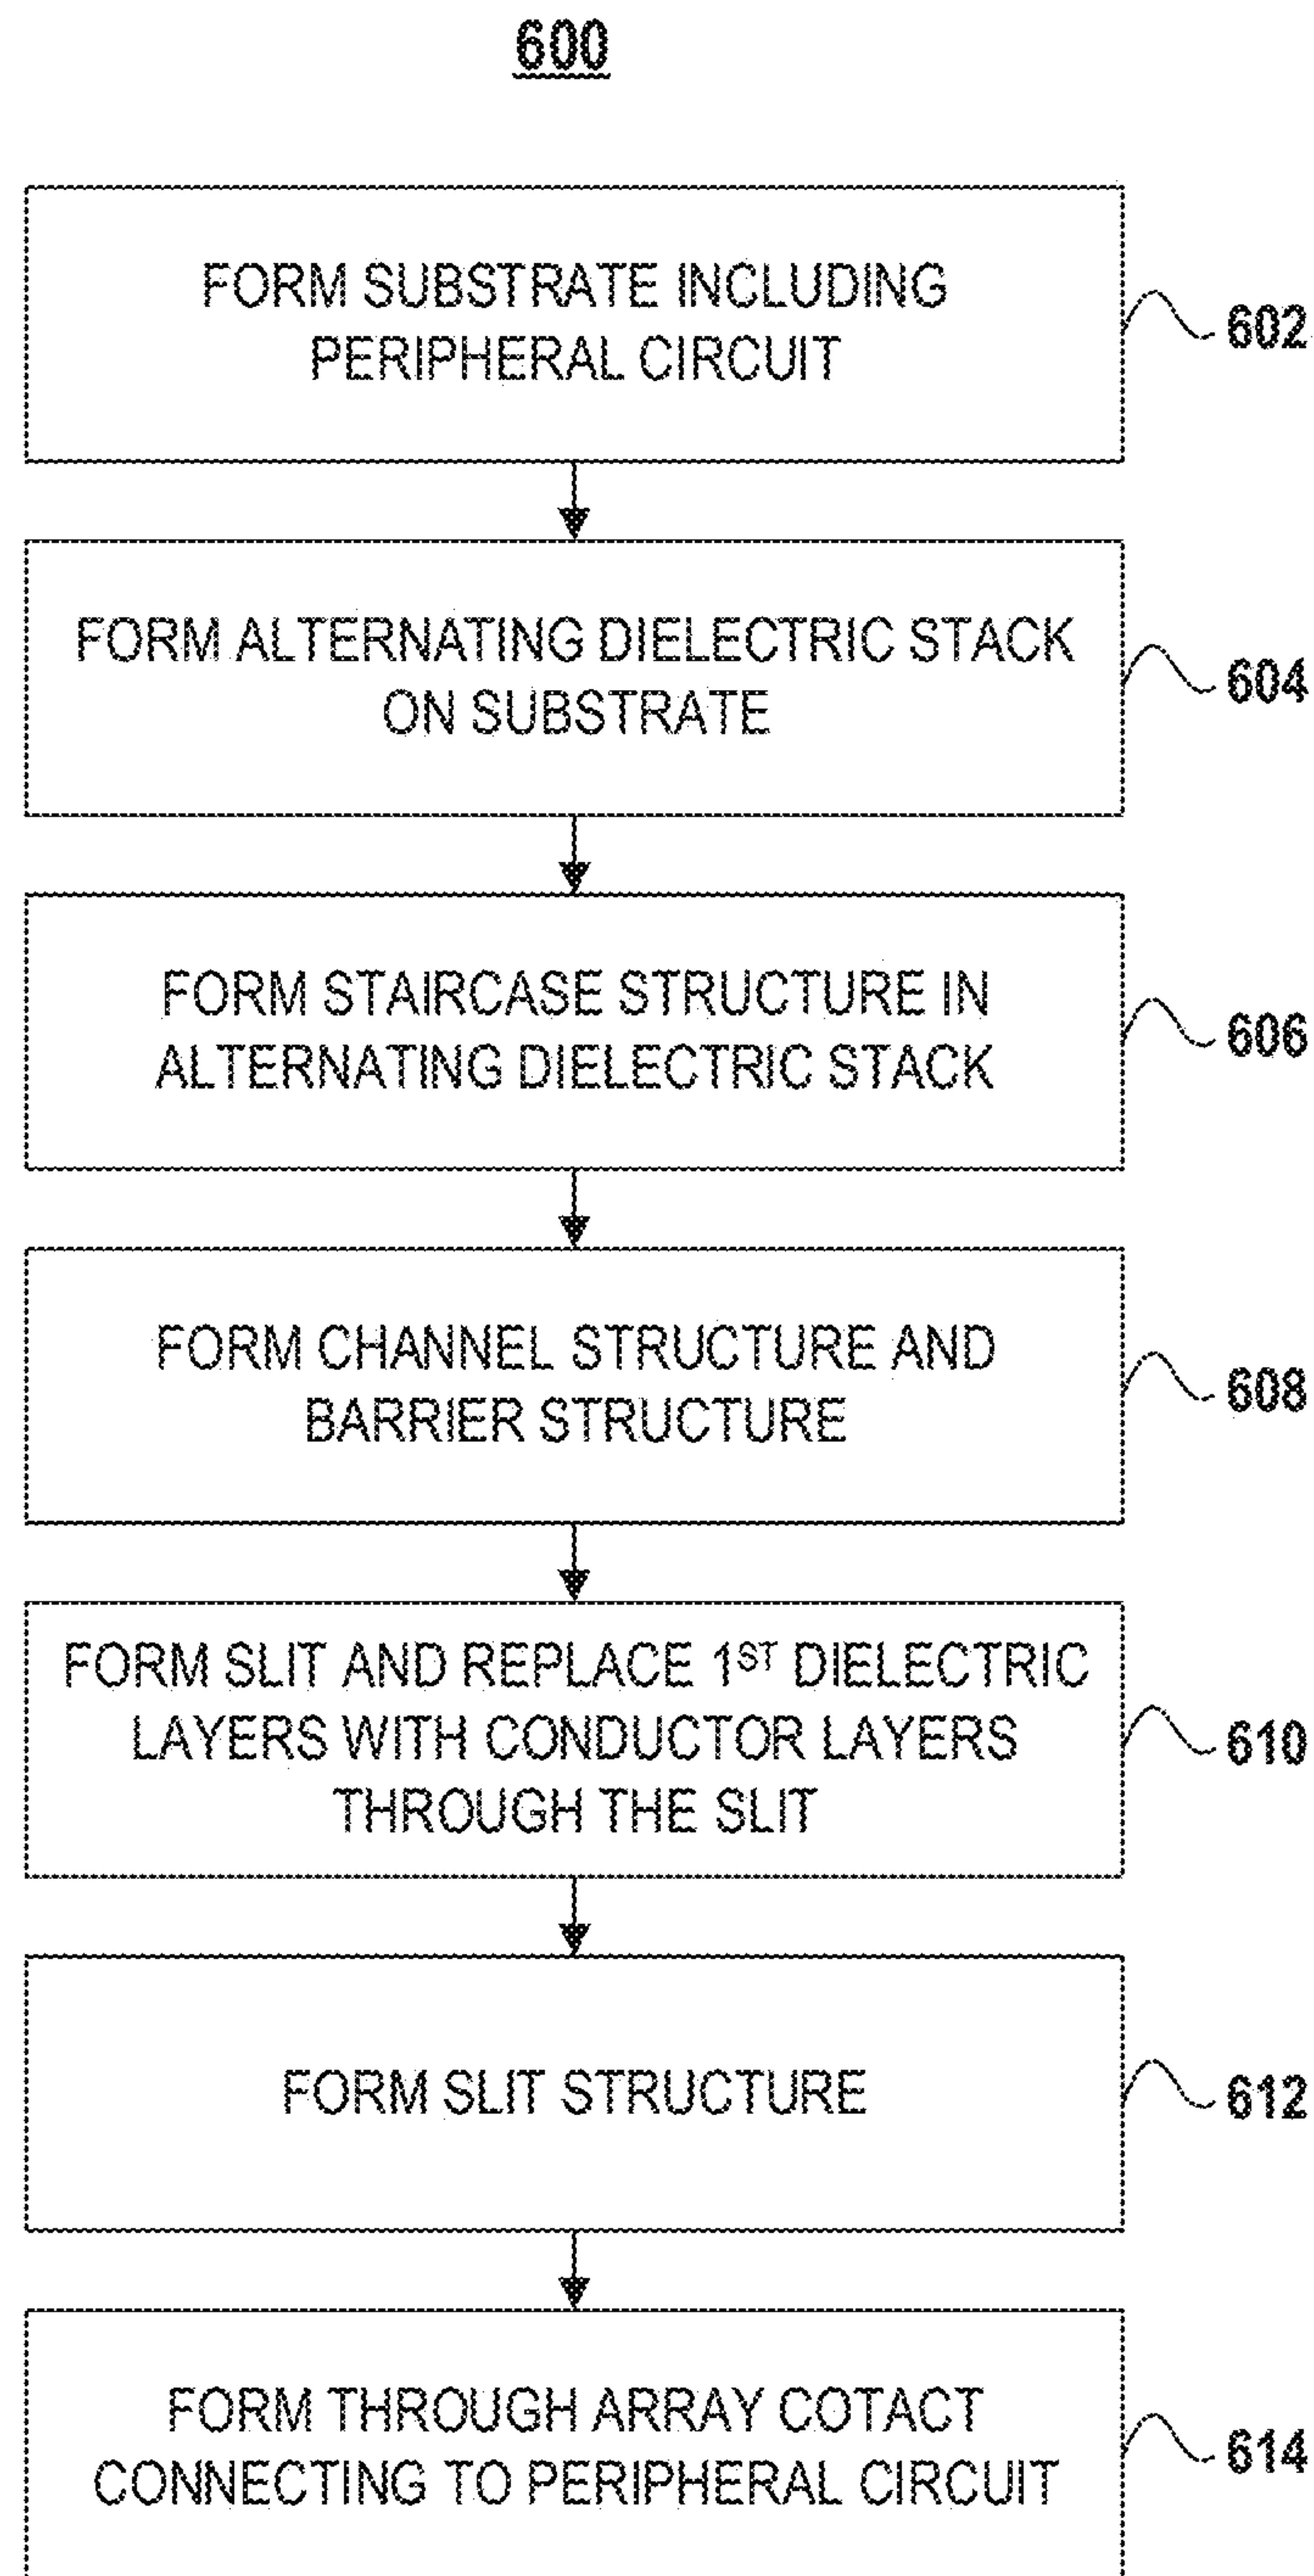 600
FORM SUBSTRATE INCLUDING
PERIPHERAL CIRCUIT
602
FORM ALTERNATING DIELECTRIC STACK
ON SUBSTRATE
604
FORM STAIRCASE STRUCTURE IN
ALTERNATING DIELECTRIC STACK
606
FORM CHANNEL STRUCTURE AND
BARRIER STRUCTURE
608
FORM SLIT AND REPLACE 1ST DIELECTRIC
LAYERS WITH CONDUCTOR LAYERS
THROUGH THE SLIT
610
FORM SLIT STRUCTURE
612
FORM THROUGH ARRAY COTACT
CONNECTING TO PERIPHERAL CIRCUIT
614